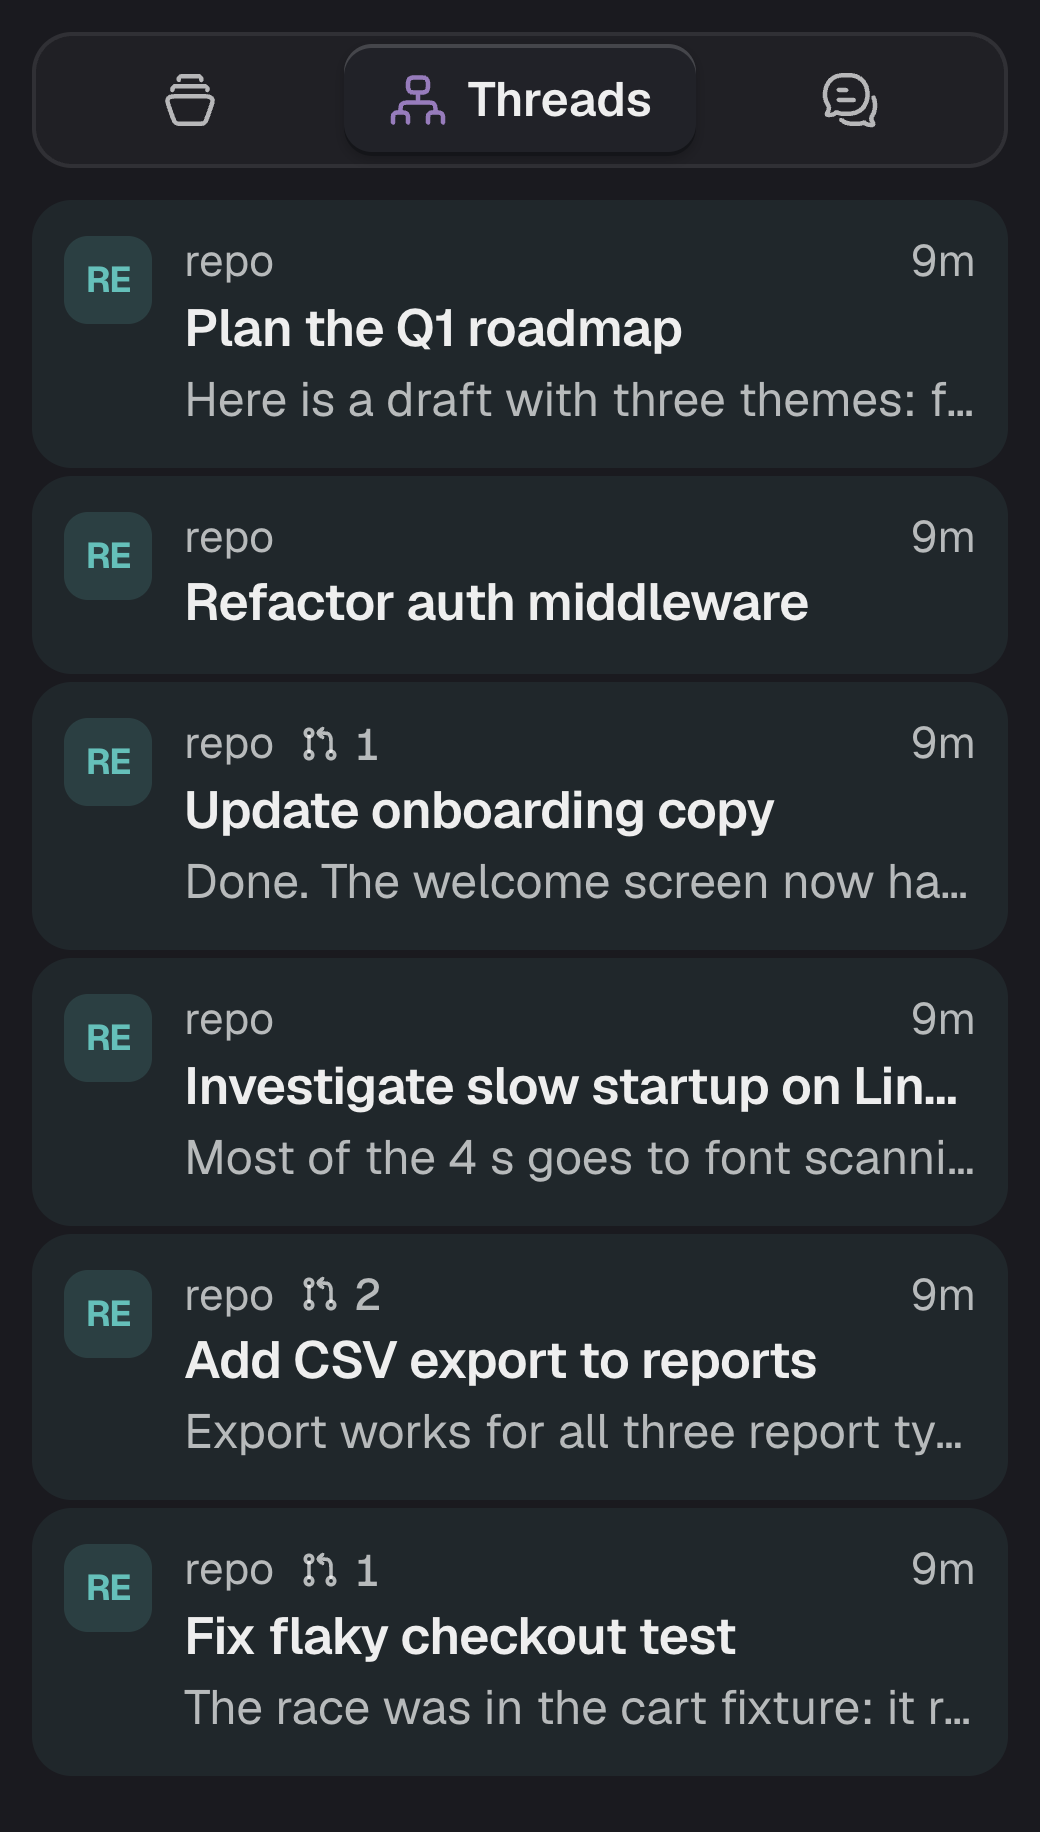 Threads
RE
repo 9m
Plan the Q1 roadmap
Here is a draft with three themes: f…
RE
repo 9m
Refactor auth middleware
RE
repo 1 9m
Update onboarding copy
Done. The welcome screen now ha…
RE
repo 9m
Investigate slow startup on Lin…
Most of the 4 s goes to font scanni…
RE
repo 2 9m
Add CSV export to reports
Export works for all three report ty…
RE
repo 1 9m
Fix flaky checkout test
The race was in the cart fixture: it r…